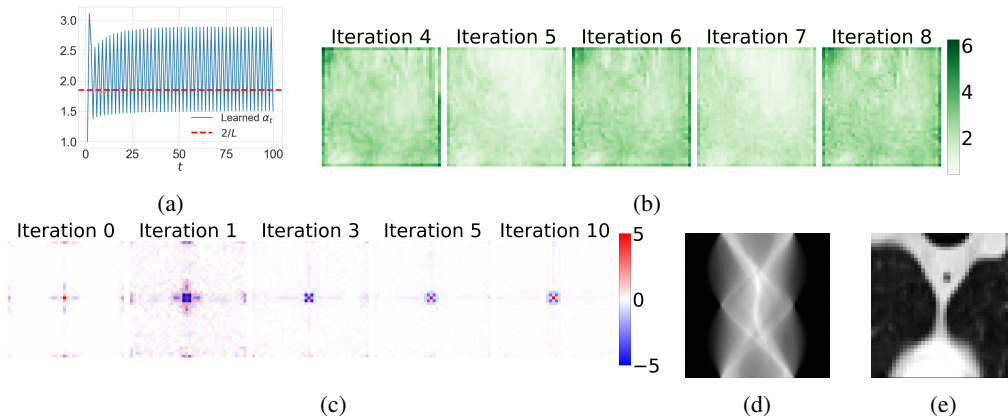 (a)
3.0
2.5
2.0
1.5
1.0
Learned αt
2/L
0 25 50 75 100
t
Iteration 4 Iteration 5 Iteration 6 Iteration 7 Iteration 8
6
4
2
(a)
(b)
Iteration 0 Iteration 1 Iteration 3 Iteration 5 Iteration 10
5
0
−5
(c)
(d)
(e)